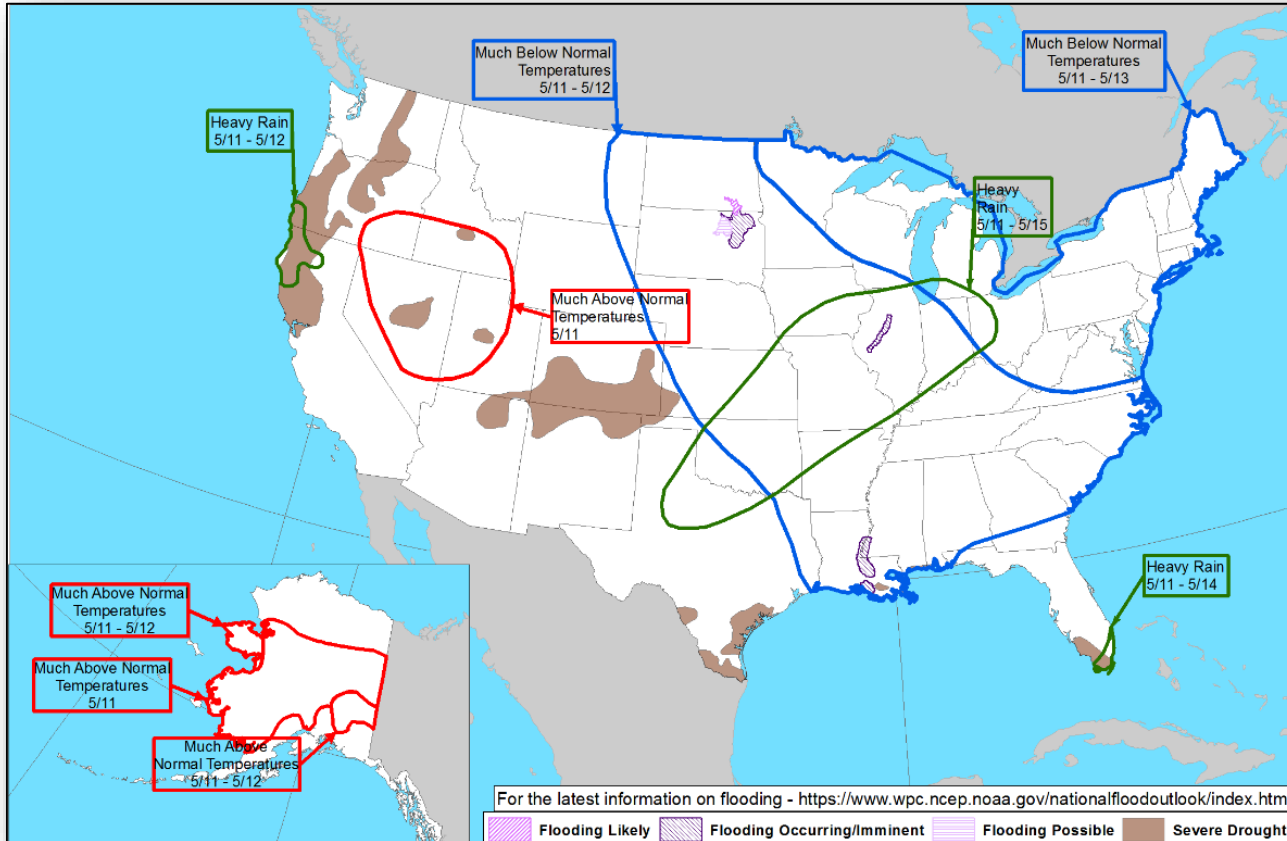 Much Below Normal
Temperatures
5/11 - 5/12
Much Below Normal
Temperatures
5/11 - 5/13
Heavy Rain
5/11 - 5/12
Heavy
Rain
5/11 - 5/15
Much Above Normal
Temperatures
5/11
Heavy Rain
5/11 - 5/14
Much Above Normal
Temperatures
5/11 - 5/12
Much Above Normal
Temperatures
5/11
Much Above
Normal Temperatures
5/11 - 5/12
For the latest information on flooding - https://www.wpc.ncep.noaa.gov/nationalfloodoutlook/index.htm
Flooding Likely
Flooding Occurring/Imminent
Flooding Possible
Severe Drought